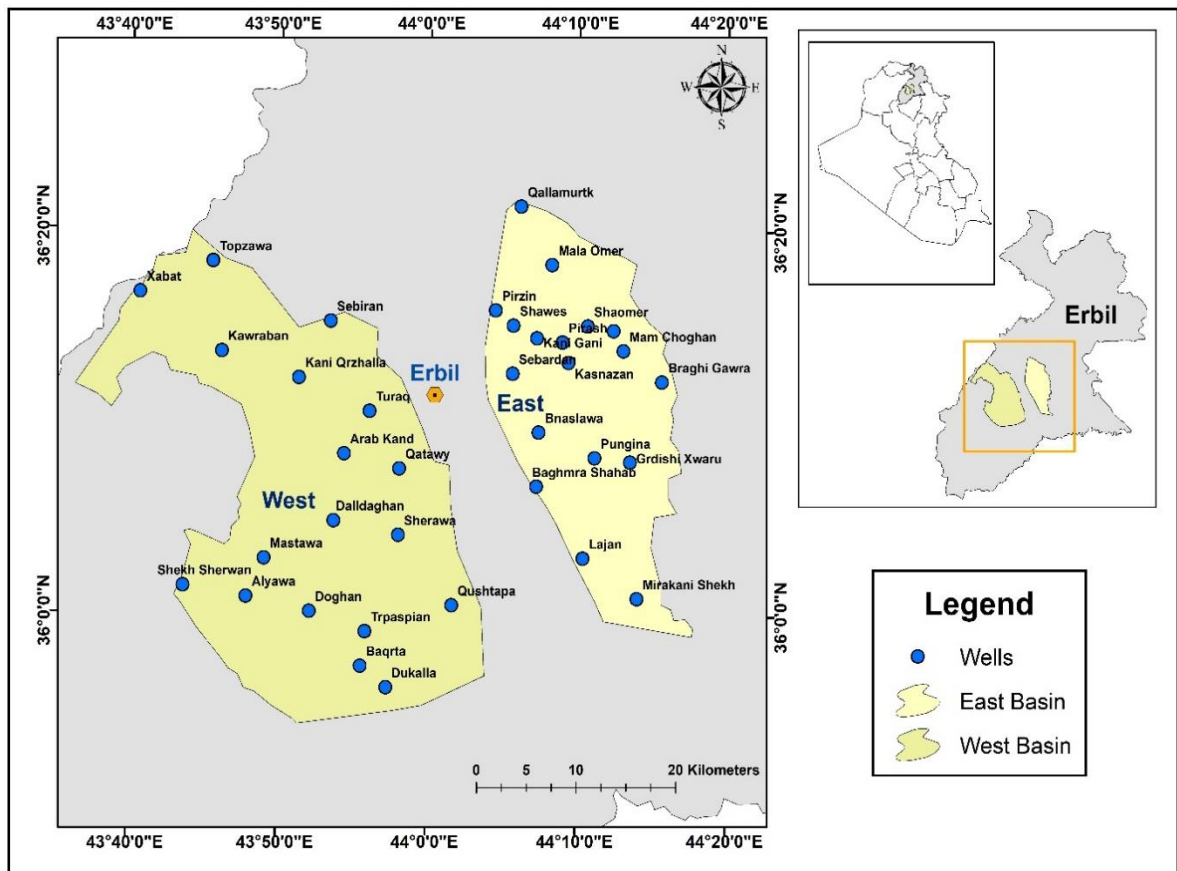 43°40'0"E 43°50'0"E 44°0'0"E 44°10'0"E 44°20'0"E
N
W E
S
36°20'0"N
36°20'0"N
36°0'0"N
36°0'0"N
Qallamurtk
Topzawa
Mala Omer
Xabat
Sebiran
Pirzin
Shawes
Shaomer
Pirash
Kani Gani
Mam Choghan
Kawraban
Sebardan
Kasnazan
Braghi Gawra
Kani Qrzhalla
Erbil
Turaq
East
Bnaslawa
Arab Kand
Qatawy
Pungina
Grdishi Xwaru
Baghmra Shahab
West
Dalldaghan
Sherawa
Mastawa
Lajan
Shekh Sherwan
Alyawa
Doghan
Qushtapa
Mirakani Shekh
Trpaspian
Baqrta
Dukalla
0 5 10 20 Kilometers
43°40'0"E 43°50'0"E 44°0'0"E 44°10'0"E 44°20'0"E
Erbil
Legend
Wells
East Basin
West Basin